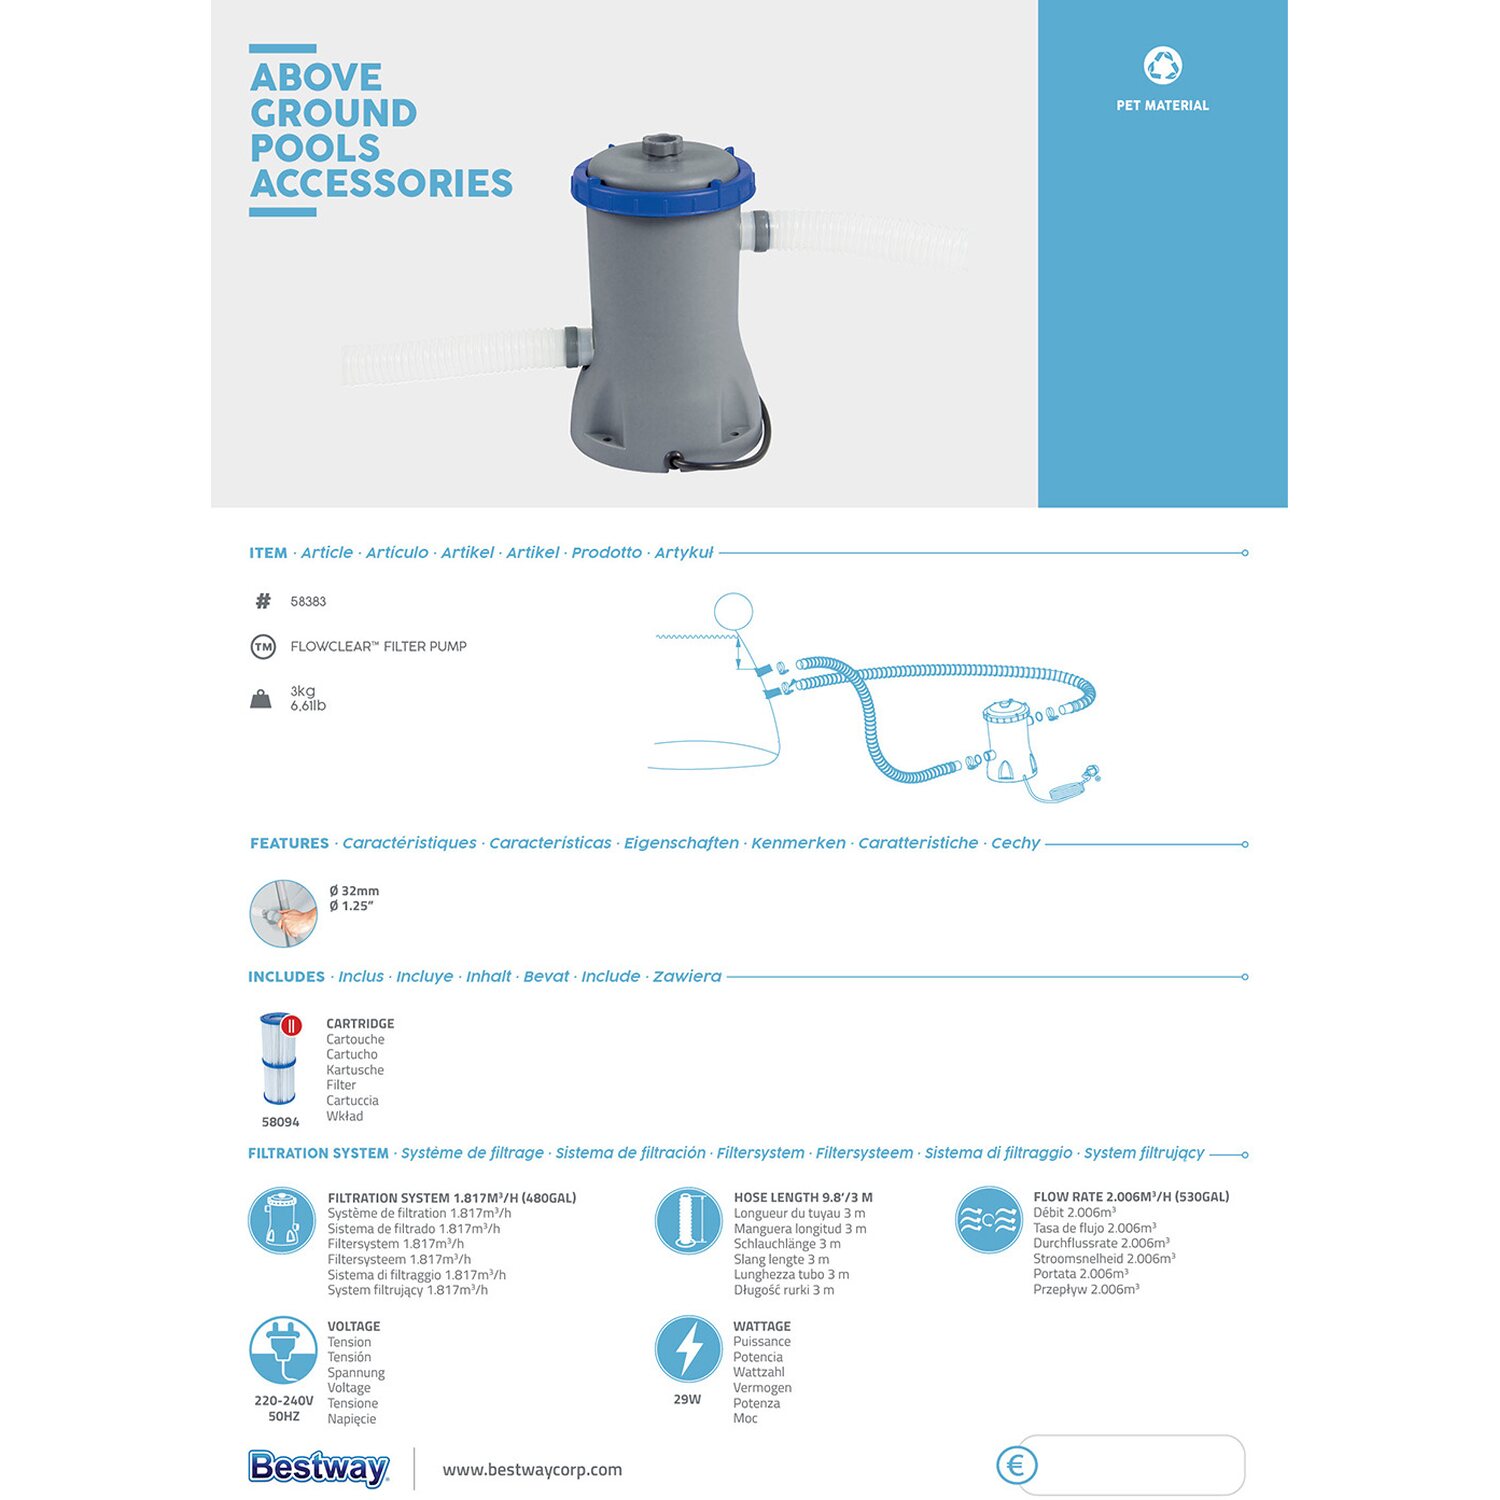 ABOVE
GROUND
POOLS
ACCESSORIES
PET MATERIAL
ITEM · Article · Artículo · Artikel · Artikel · Prodotto · Artykuł
# 58383
TM FLOWCLEAR™ FILTER PUMP
3kg
6,61lb
FEATURES · Caractéristiques · Características · Eigenschaften · Kenmerken · Caratteristiche · Cechy
Ø 32mm
Ø 1.25"
INCLUDES · Inclus · Incluye · Inhalt · Bevat · Include · Zawiera
II
58094
CARTRIDGE
Cartouche
Cartucho
Kartusche
Filter
Cartuccia
Wkład
FILTRATION SYSTEM · Système de filtrage · Sistema de filtración · Filtersystem · Filtersysteem · Sistema di filtraggio · System filtrujący
FILTRATION SYSTEM 1.817M³/H (480GAL)
Système de filtration 1.817m³/h
Sistema de filtrado 1.817m³/h
Filtersystem 1.817m³/h
Filtersysteem 1.817m³/h
Sistema di filtraggio 1.817m³/h
System filtrujący 1.817m³/h
HOSE LENGTH 9.8'/3 M
Longueur du tuyau 3 m
Manguera longitud 3 m
Schlauchlänge 3 m
Slang lengte 3 m
Lunghezza tubo 3 m
Długość rurki 3 m
FLOW RATE 2.006M³/H (530GAL)
Débit 2.006m³
Tasa de flujo 2.006m³
Durchflussrate 2.006m³
Stroomsnelheid 2.006m³
Portata 2.006m³
Przepływ 2.006m³
220-240V
50HZ
VOLTAGE
Tension
Tensión
Spannung
Voltage
Tensione
Napięcie
29W
WATTAGE
Puissance
Potencia
Wattzahl
Vermogen
Potenza
Moc
Bestway
www.bestwaycorp.com
€